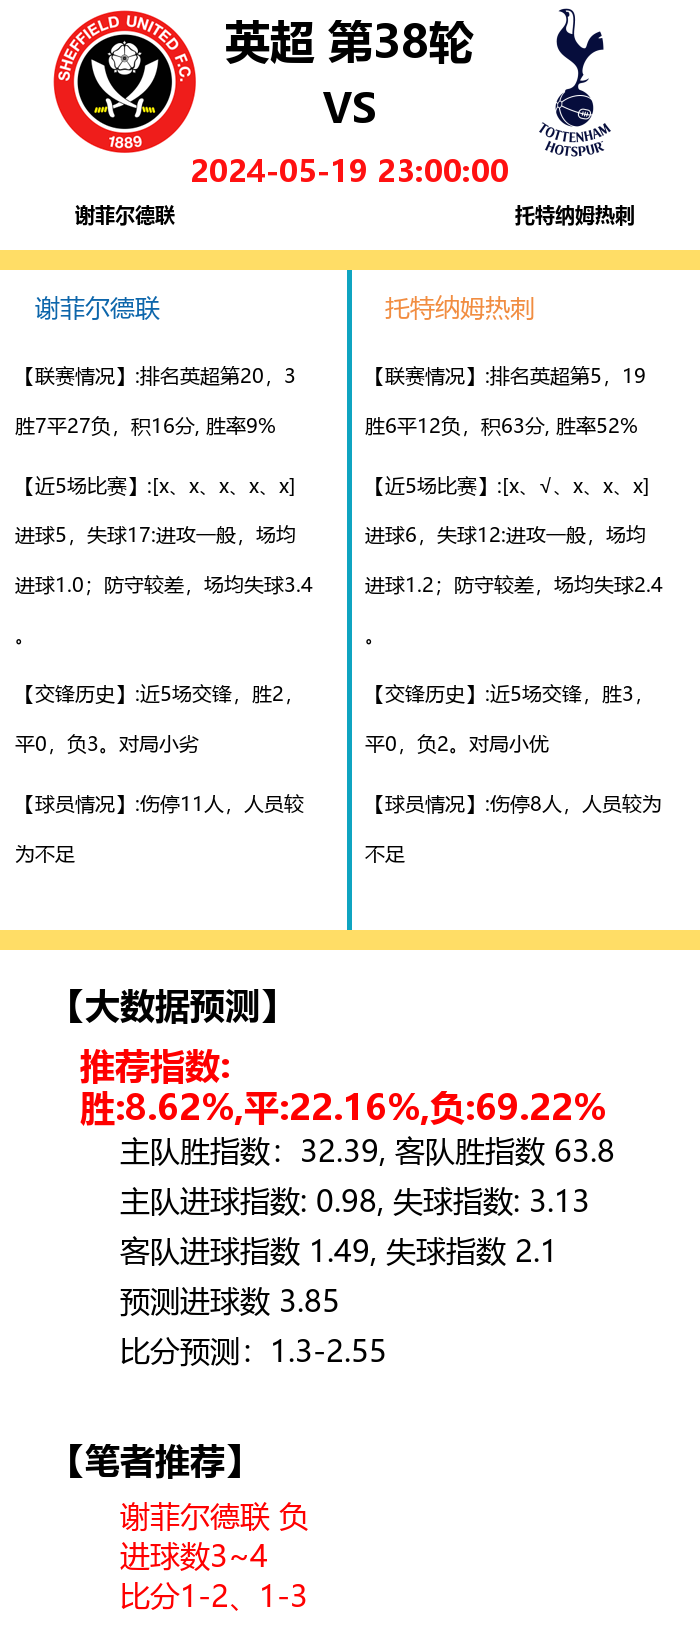 SHEFFIELD UNITED F.C.
1889
英超 第38轮
VS
TOTTENHAM
HOTSPUR
2024-05-19 23:00:00
谢菲尔德联
托特纳姆热刺
谢菲尔德联
【联赛情况】:排名英超第20，3
胜7平27负，积16分, 胜率9%
【近5场比赛】:[x、x、x、x、x]
进球5，失球17:进攻一般，场均
进球1.0；防守较差，场均失球3.4
。
【交锋历史】:近5场交锋，胜2，
平0，负3。对局小劣
【球员情况】:伤停11人，人员较
为不足
托特纳姆热刺
【联赛情况】:排名英超第5，19
胜6平12负，积63分, 胜率52%
【近5场比赛】:[x、√、x、x、x]
进球6，失球12:进攻一般，场均
进球1.2；防守较差，场均失球2.4
。
【交锋历史】:近5场交锋，胜3，
平0，负2。对局小优
【球员情况】:伤停8人，人员较为
不足
【大数据预测】
推荐指数:
胜:8.62%,平:22.16%,负:69.22%
主队胜指数：32.39, 客队胜指数 63.8
主队进球指数: 0.98, 失球指数: 3.13
客队进球指数 1.49, 失球指数 2.1
预测进球数 3.85
比分预测：1.3-2.55
【笔者推荐】
谢菲尔德联 负
进球数3~4
比分1-2、1-3